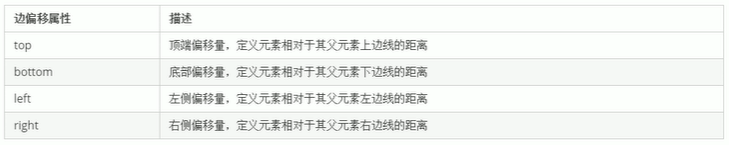 边偏移属性 描述
top 顶端偏移量，定义元素相对于其父元素上边线的距离
bottom 底部偏移量，定义元素相对于其父元素下边线的距离
left 左侧偏移量，定义元素相对于其父元素左边线的距离
right 右侧偏移量，定义元素相对于其父元素右边线的距离